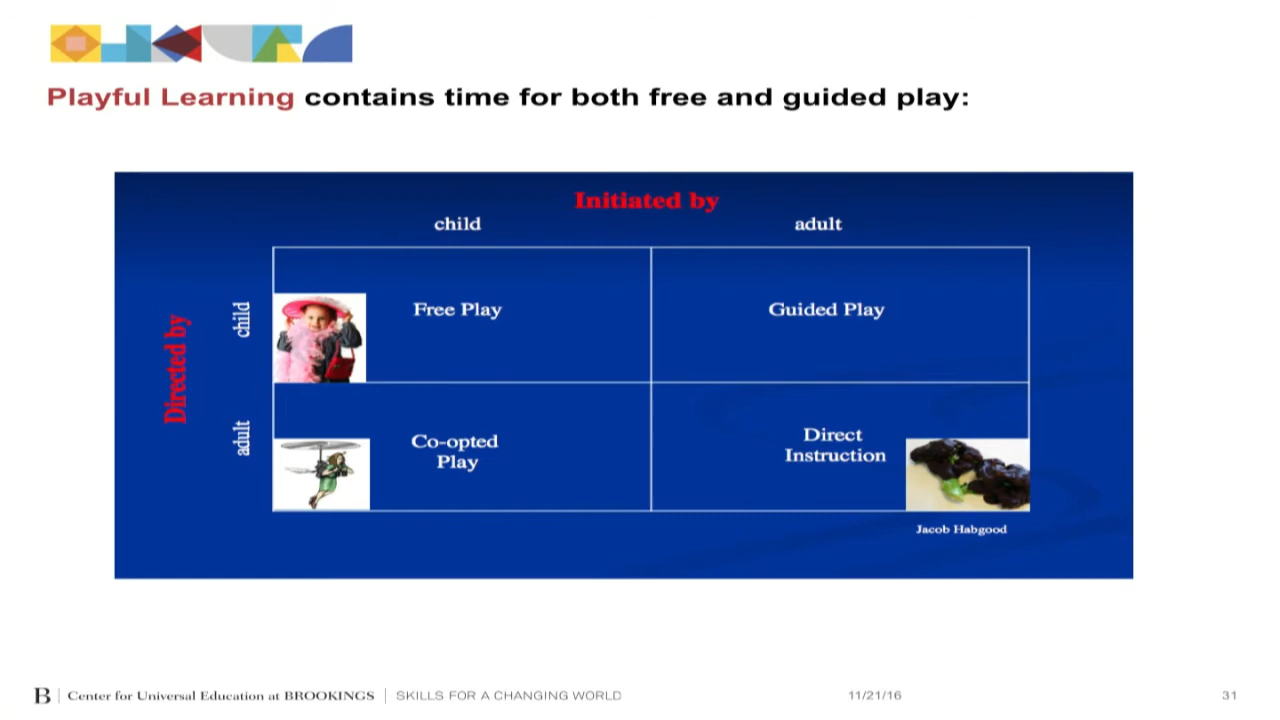 Playful Learning contains time for both free and guided play:
Initiated by
child
adult
Directed by
child
Free Play
Guided Play
adult
Co-opted
Play
Direct
Instruction
Jacob Habgood
B | Center for Universal Education at BROOKINGS | SKILLS FOR A CHANGING WORLD
11/21/16
31